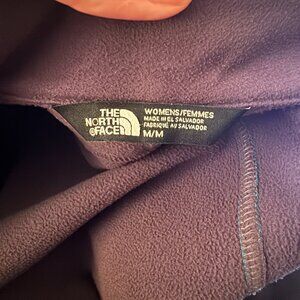 THE
NORTH
FACE
WOMENS/FEMMES
MADE IN EL SALVADOR
FABRIQUÉ AU SALVADOR
M/M